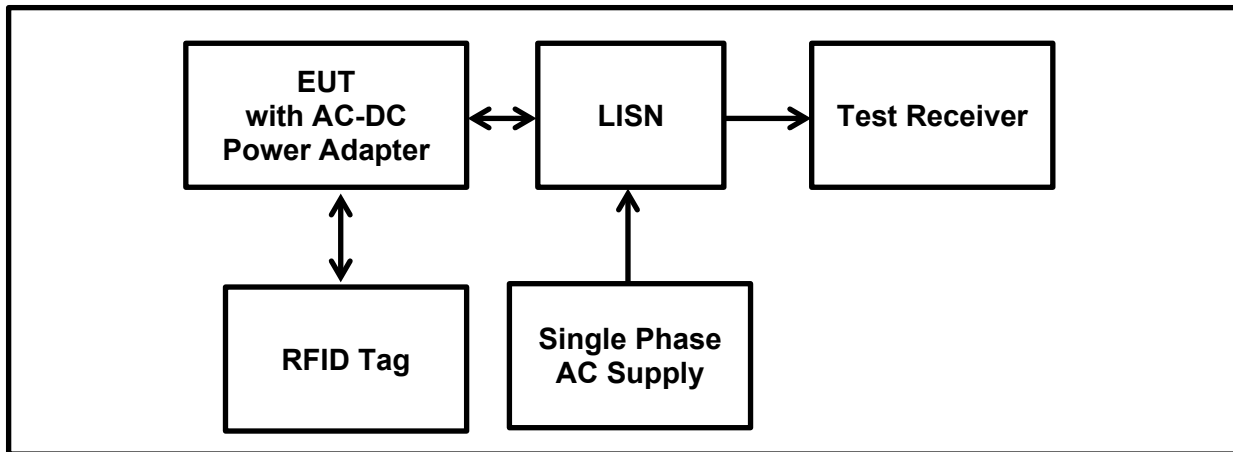 EUT
with AC-DC
Power Adapter
LISN
Test Receiver
RFID Tag
Single Phase
AC Supply